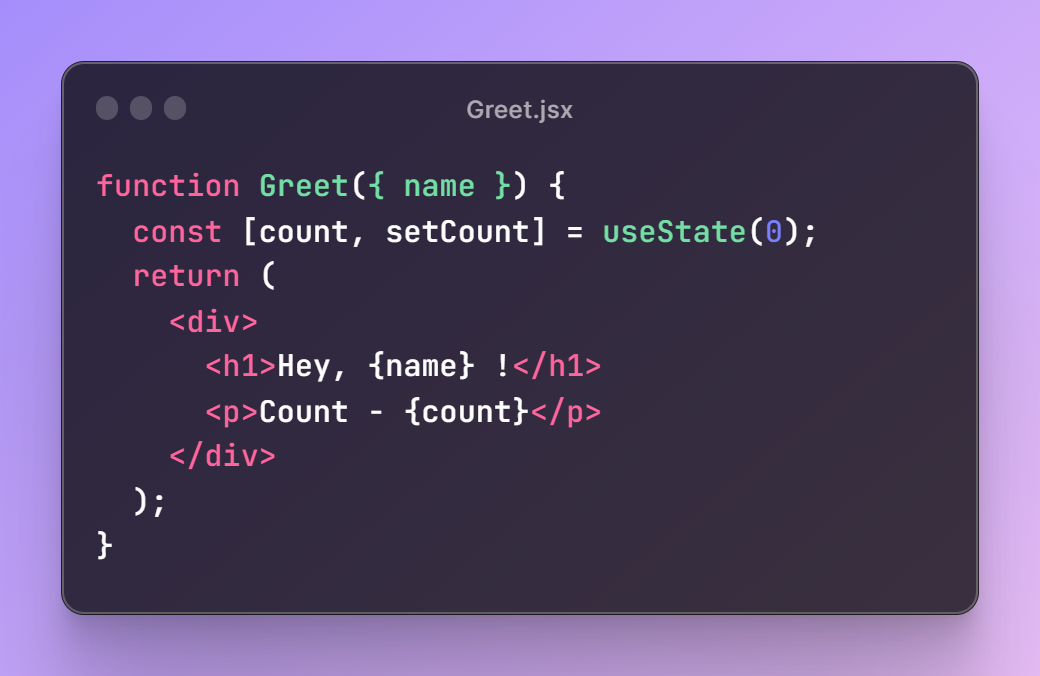 Greet.jsx
function Greet({ name }) {
  const [count, setCount] = useState(0);
  return (
    <div>
      <h1>Hey, {name} !</h1>
      <p>Count - {count}</p>
    </div>
  );
}